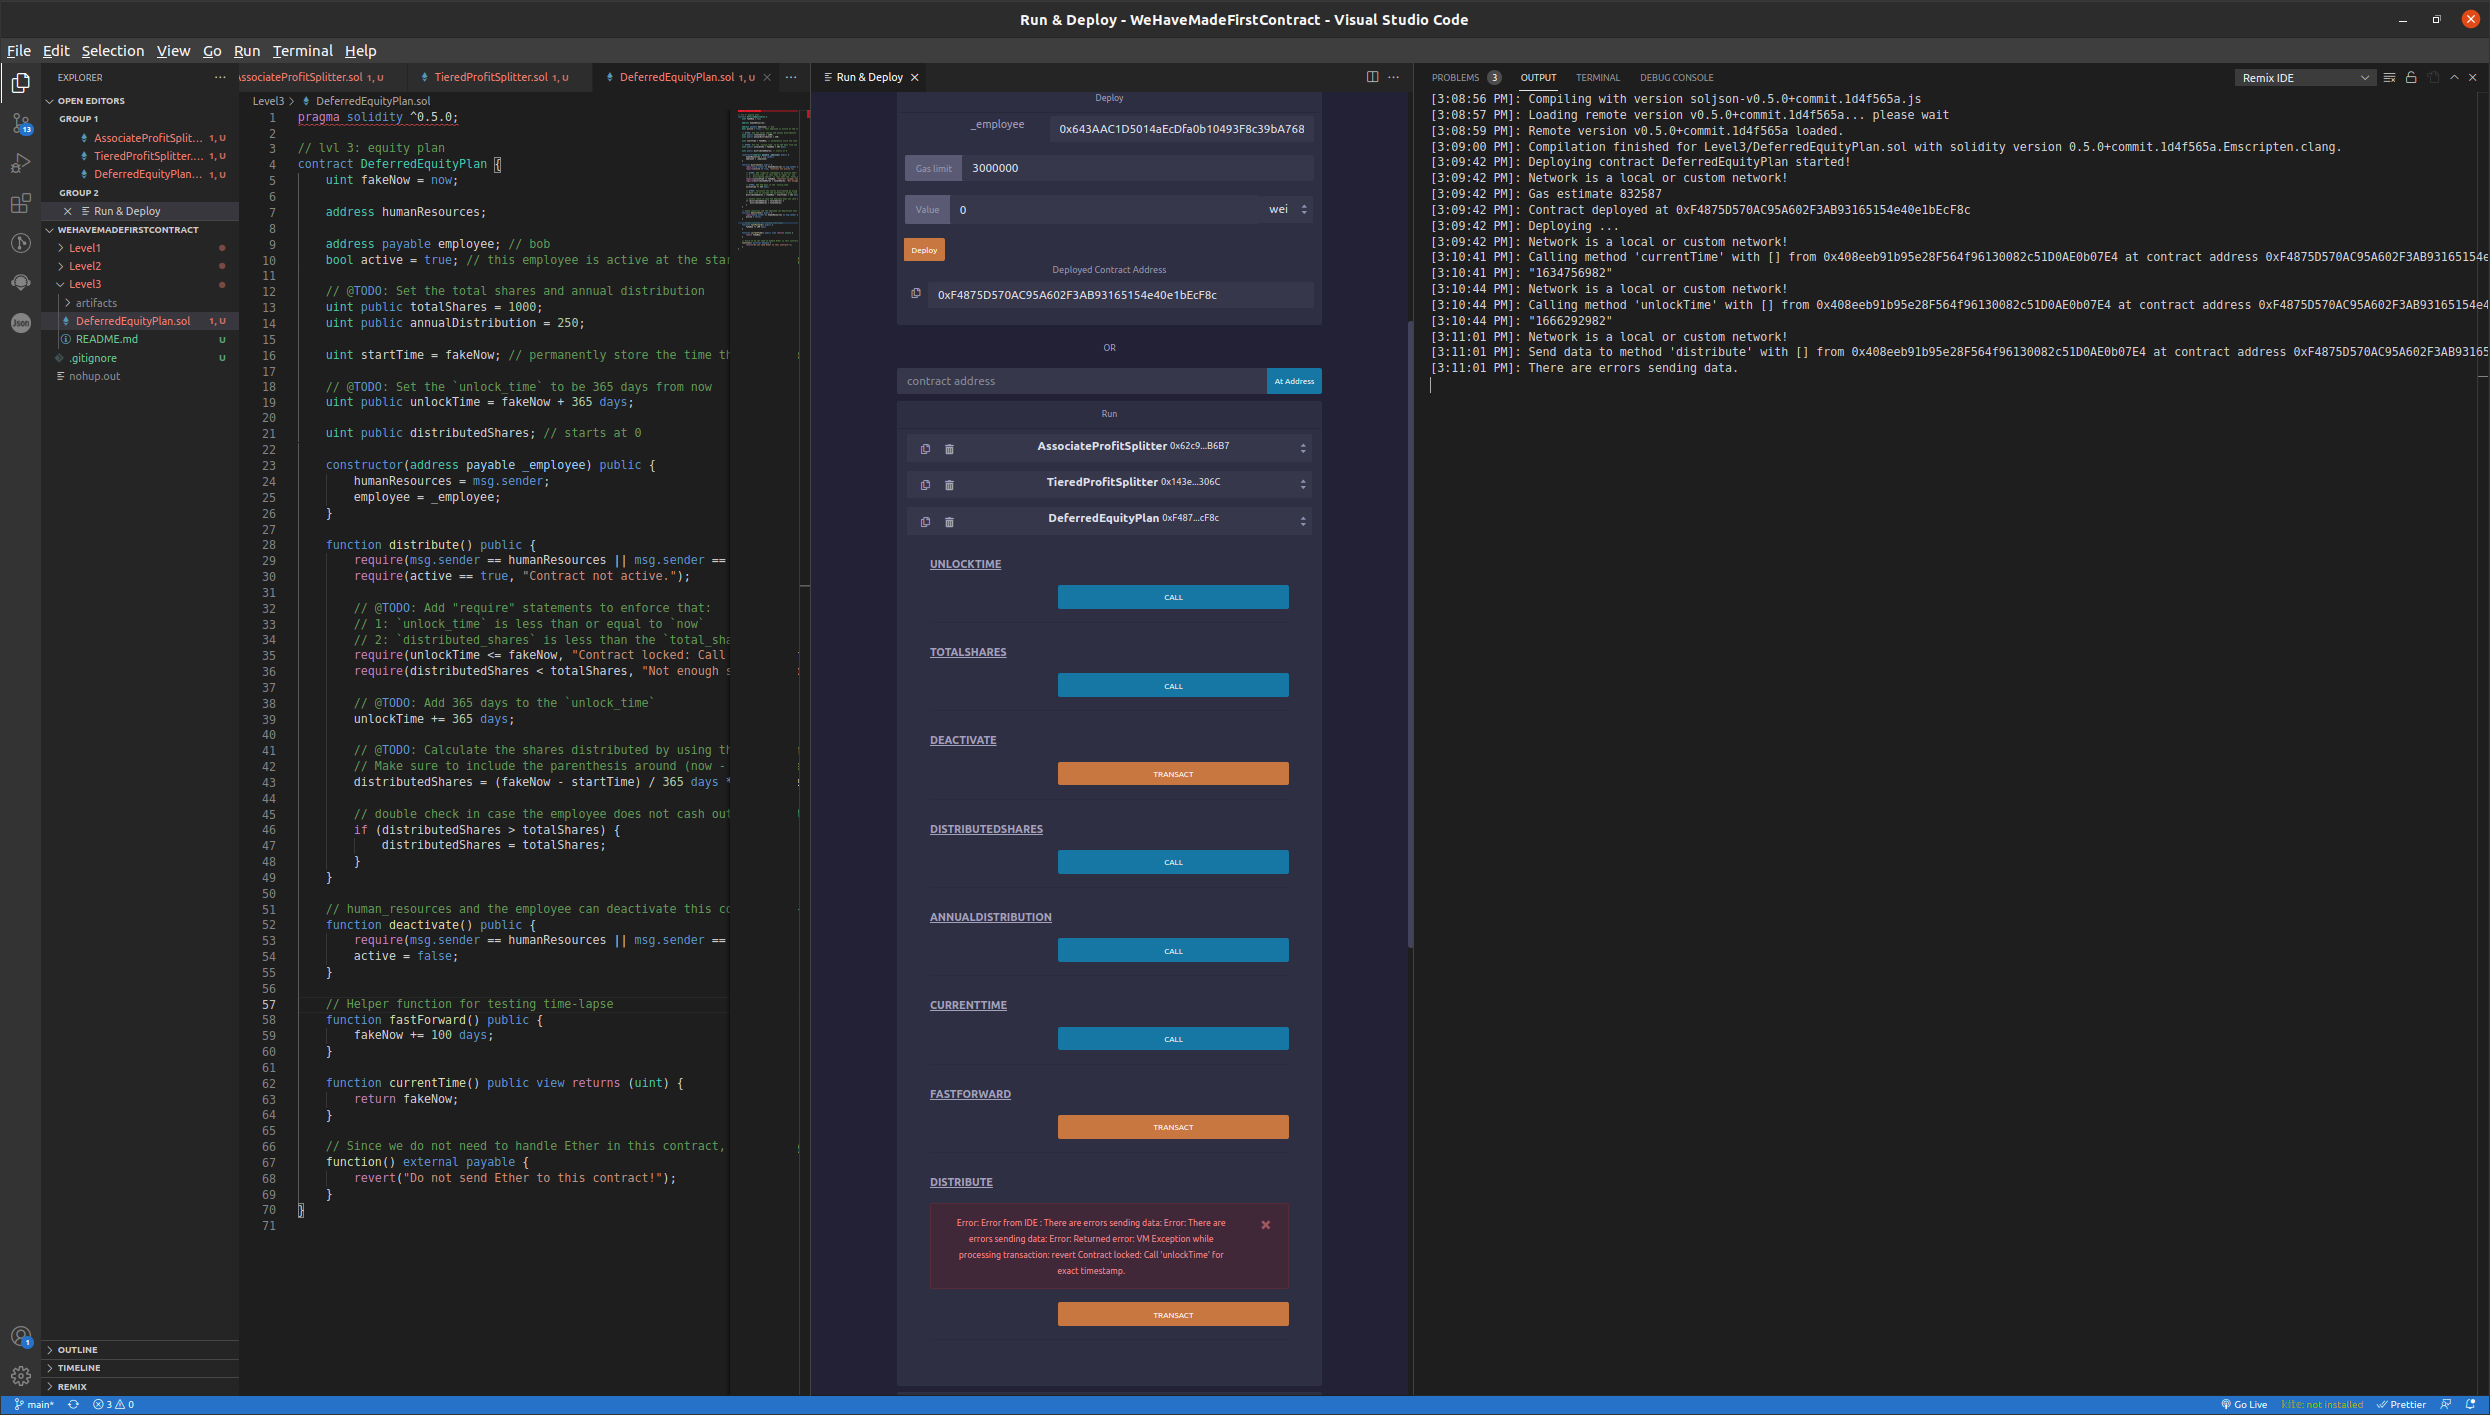 Run & Deploy - WeHaveMadeFirstContract - Visual Studio Code
File Edit Selection View Go Run Terminal Help
EXPLORER
OPEN EDITORS
GROUP 1
AssociateProfitSplit... 1, U
TieredProfitSplitter.... 1, U
DeferredEquityPlan... 1, U
GROUP 2
Run & Deploy
WEHAVEMADEFIRSTCONTRACT
Level1
Level2
Level3
artifacts
DeferredEquityPlan.sol 1, U
README.md U
.gitignore U
nohup.out
OUTLINE
TIMELINE
REMIX
13
Json
1
AssociateProfitSplitter.sol 1, U
TieredProfitSplitter.sol 1, U
DeferredEquityPlan.sol 1, U
Level3 > DeferredEquityPlan.sol
1 pragma solidity ^0.5.0;
2
3 // lvl 3: equity plan
4 contract DeferredEquityPlan {
5 uint fakeNow = now;
6
7 address humanResources;
8
9 address payable employee; // bob
10 bool active = true; // this employee is active at the star
11
12 // @TODO: Set the total shares and annual distribution
13 uint public totalShares = 1000;
14 uint public annualDistribution = 250;
15
16 uint startTime = fakeNow; // permanently store the time th
17
18 // @TODO: Set the `unlock_time` to be 365 days from now
19 uint public unlockTime = fakeNow + 365 days;
20
21 uint public distributedShares; // starts at 0
22
23 constructor(address payable _employee) public {
24 humanResources = msg.sender;
25 employee = _employee;
26 }
27
28 function distribute() public {
29 require(msg.sender == humanResources || msg.sender ==
30 require(active == true, "Contract not active.");
31
32 // @TODO: Add "require" statements to enforce that:
33 // 1: `unlock_time` is less than or equal to `now`
34 // 2: `distributed_shares` is less than the `total_sha
35 require(unlockTime <= fakeNow, "Contract locked: Call
36 require(distributedShares < totalShares, "Not enough s
37
38 // @TODO: Add 365 days to the `unlock_time`
39 unlockTime += 365 days;
40
41 // @TODO: Calculate the shares distributed by using th
42 // Make sure to include the parenthesis around (now -
43 distributedShares = (fakeNow - startTime) / 365 days *
44
45 // double check in case the employee does not cash out
46 if (distributedShares > totalShares) {
47 distributedShares = totalShares;
48 }
49 }
50
51 // human_resources and the employee can deactivate this co
52 function deactivate() public {
53 require(msg.sender == humanResources || msg.sender ==
54 active = false;
55 }
56
57 // Helper function for testing time-lapse
58 function fastForward() public {
59 fakeNow += 100 days;
60 }
61
62 function currentTime() public view returns (uint) {
63 return fakeNow;
64 }
65
66 // Since we do not need to handle Ether in this contract,
67 function() external payable {
68 revert("Do not send Ether to this contract!");
69 }
70 }
71
Run & Deploy
Deploy
_employee 0x643AAC1D5014aEcDfa0b10493F8c39bA768
Gas limit 3000000
Value 0 wei
Deploy
Deployed Contract Address
0xF4875D570AC95A602F3AB93165154e40e1bEcF8c
OR
contract address At Address
Run
AssociateProfitSplitter 0x62c9...B6B7
TieredProfitSplitter 0x143e...306C
DeferredEquityPlan 0xF487...cF8c
UNLOCKTIME
CALL
TOTALSHARES
CALL
DEACTIVATE
TRANSACT
DISTRIBUTEDSHARES
CALL
ANNUALDISTRIBUTION
CALL
CURRENTTIME
CALL
FASTFORWARD
TRANSACT
DISTRIBUTE
Error: Error from IDE : There are errors sending data: Error: There are
errors sending data: Error: Returned error: VM Exception while
processing transaction: revert Contract locked: Call 'unlockTime' for
exact timestamp.
TRANSACT
PROBLEMS 3 OUTPUT TERMINAL DEBUG CONSOLE Remix IDE
[3:08:56 PM]: Compiling with version soljson-v0.5.0+commit.1d4f565a.js
[3:08:57 PM]: Loading remote version v0.5.0+commit.1d4f565a... please wait
[3:08:59 PM]: Remote version v0.5.0+commit.1d4f565a loaded.
[3:09:00 PM]: Compilation finished for Level3/DeferredEquityPlan.sol with solidity version 0.5.0+commit.1d4f565a.Emscripten.clang.
[3:09:42 PM]: Deploying contract DeferredEquityPlan started!
[3:09:42 PM]: Network is a local or custom network!
[3:09:42 PM]: Gas estimate 832587
[3:09:42 PM]: Contract deployed at 0xF4875D570AC95A602F3AB93165154e40e1bEcF8c
[3:09:42 PM]: Deploying ...
[3:09:42 PM]: Network is a local or custom network!
[3:10:41 PM]: Calling method 'currentTime' with [] from 0x408eeb91b95e28F564f96130082c51D0AE0b07E4 at contract address 0xF4875D570AC95A602F3AB93165154e
[3:10:41 PM]: "1634756982"
[3:10:44 PM]: Network is a local or custom network!
[3:10:44 PM]: Calling method 'unlockTime' with [] from 0x408eeb91b95e28F564f96130082c51D0AE0b07E4 at contract address 0xF4875D570AC95A602F3AB93165154e4
[3:10:44 PM]: "1666292982"
[3:11:01 PM]: Network is a local or custom network!
[3:11:01 PM]: Send data to method 'distribute' with [] from 0x408eeb91b95e28F564f96130082c51D0AE0b07E4 at contract address 0xF4875D570AC95A602F3AB93165
[3:11:01 PM]: There are errors sending data.
main* 3 0
Go Live kite: not installed Prettier